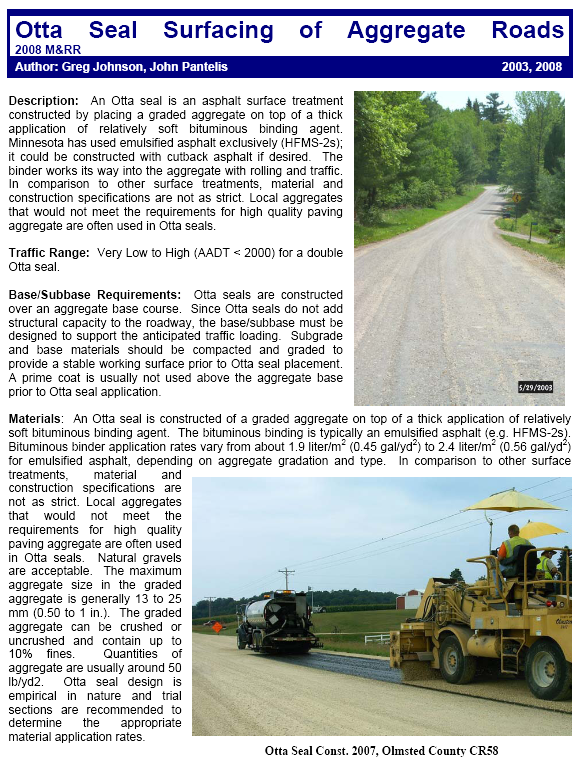 Otta Seal Surfacing of Aggregate Roads
2008 M&RR
Author: Greg Johnson, John Pantelis 2003, 2008
Description: An Otta seal is an asphalt surface treatment
constructed by placing a graded aggregate on top of a thick
application of relatively soft bituminous binding agent.
Minnesota has used emulsified asphalt exclusively (HFMS-2s);
it could be constructed with cutback asphalt if desired. The
binder works its way into the aggregate with rolling and traffic.
In comparison to other surface treatments, material and
construction specifications are not as strict. Local aggregates
that would not meet the requirements for high quality paving
aggregate are often used in Otta seals.
Traffic Range: Very Low to High (AADT < 2000) for a double
Otta seal.
Base/Subbase Requirements: Otta seals are constructed
over an aggregate base course. Since Otta seals do not add
structural capacity to the roadway, the base/subbase must be
designed to support the anticipated traffic loading. Subgrade
and base materials should be compacted and graded to
provide a stable working surface prior to Otta seal placement.
A prime coat is usually not used above the aggregate base
prior to Otta seal application.
5/29/2003
Materials: An Otta seal is constructed of a graded aggregate on top of a thick application of relatively
soft bituminous binding agent. The bituminous binding is typically an emulsified asphalt (e.g. HFMS-2s).
Bituminous binder application rates vary from about 1.9 liter/m² (0.45 gal/yd²) to 2.4 liter/m² (0.56 gal/yd²)
for emulsified asphalt, depending on aggregate gradation and type. In comparison to other surface
treatments, material and
construction specifications are
not as strict. Local aggregates
that would not meet the
requirements for high quality
paving aggregate are often used
in Otta seals. Natural gravels
are acceptable. The maximum
aggregate size in the graded
aggregate is generally 13 to 25
mm (0.50 to 1 in.). The graded
aggregate can be crushed or
uncrushed and contain up to
10% fines. Quantities of
aggregate are usually around 50
lb/yd2. Otta seal design is
empirical in nature and trial
sections are recommended to
determine the appropriate
material application rates.
Otta Seal Const. 2007, Olmsted County CR58